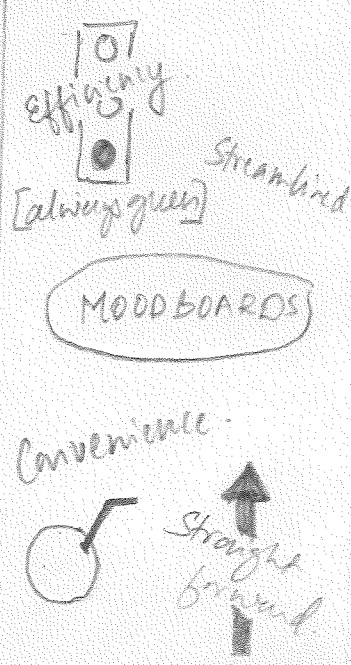 Efficiency.
Streamlined
[always green]
MOODBOARDS
Convenience.
Straight
forward.